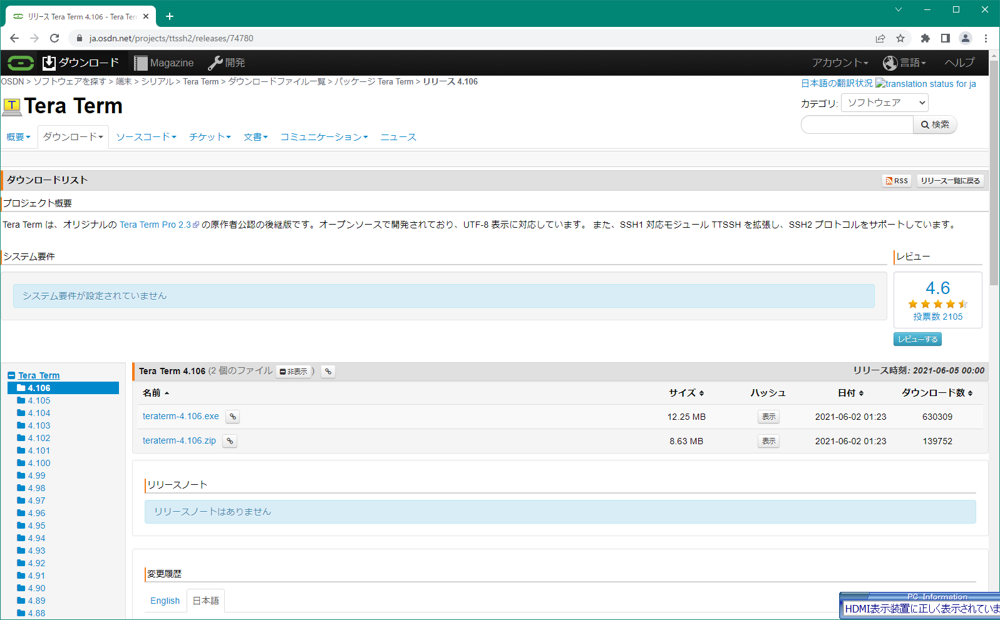 リリース Tera Term 4.106 - Tera Ter
ja.osdn.net/projects/ttssh2/releases/74780
ダウンロード Magazine 開発 アカウント 言語 ヘルプ
OSDN > ソフトウェアを探す > 端末 > シリアル > Tera Term > ダウンロードファイル一覧 > パッケージ Tera Term > リリース 4.106
日本語の翻訳状況 translation status for ja
カテゴリ: ソフトウェア
T Tera Term
検索
概要 ダウンロード ソースコード チケット 文書 コミュニケーション ニュース
ダウンロードリスト RSS リリース一覧に戻る
プロジェクト概要
Tera Term は、オリジナルの Tera Term Pro 2.3 の原作者公認の後継版です。オープンソースで開発されており、UTF-8 表示に対応しています。 また、SSH1 対応モジュール TTSSH を拡張し、SSH2 プロトコルをサポートしています。
システム要件
システム要件が設定されていません
レビュー
4.6
投票数 2105
レビューする
Tera Term
4.106
4.105
4.104
4.103
4.102
4.101
4.100
4.99
4.98
4.97
4.96
4.95
4.94
4.93
4.92
4.91
4.90
4.89
4.88
Tera Term 4.106 (2 個のファイル 非表示 ) リリース時刻: 2021-06-05 00:00
名前 サイズ ハッシュ 日付 ダウンロード数
teraterm-4.106.exe 12.25 MB 表示 2021-06-02 01:23 630309
teraterm-4.106.zip 8.63 MB 表示 2021-06-02 01:23 139752
リリースノート
リリースノートはありません
変更履歴
English 日本語
PC Information
HDMI表示装置に正しく表示されていま